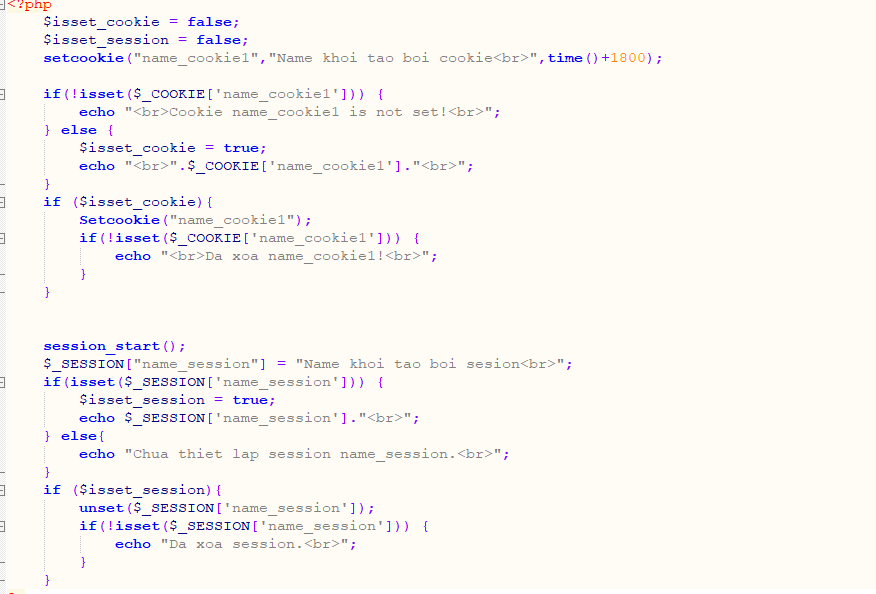 <?php
$isset_cookie = false;
$isset_session = false;
setcookie("name_cookie1","Name khoi tao boi cookie<br>",time()+1800);
if(!isset($_COOKIE['name_cookie1'])) {
echo "<br>Cookie name_cookie1 is not set!<br>";
} else {
$isset_cookie = true;
echo "<br>".$_COOKIE['name_cookie1']."<br>";
}
if ($isset_cookie){
Setcookie("name_cookie1");
if(!isset($_COOKIE['name_cookie1'])) {
echo "<br>Da xoa name_cookie1!<br>";
}
}
session_start();
$_SESSION["name_session"] = "Name khoi tao boi sesion<br>";
if(isset($_SESSION['name_session'])) {
$isset_session = true;
echo $_SESSION['name_session']."<br>";
} else{
echo "Chua thiet lap session name_session.<br>";
}
if ($isset_session){
unset($_SESSION['name_session']);
if(!isset($_SESSION['name_session'])) {
echo "Da xoa session.<br>";
}
}